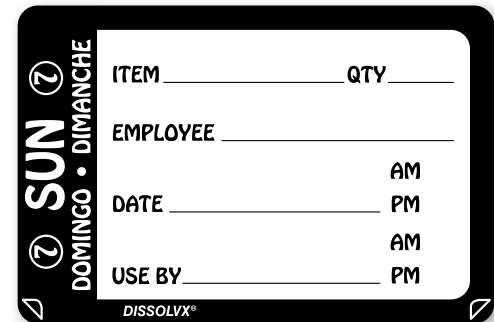 7 SUN 7
DOMINGO • DIMANCHE
ITEM QTY
EMPLOYEE
AM
DATE PM
AM
USE BY PM
DISSOLVX®